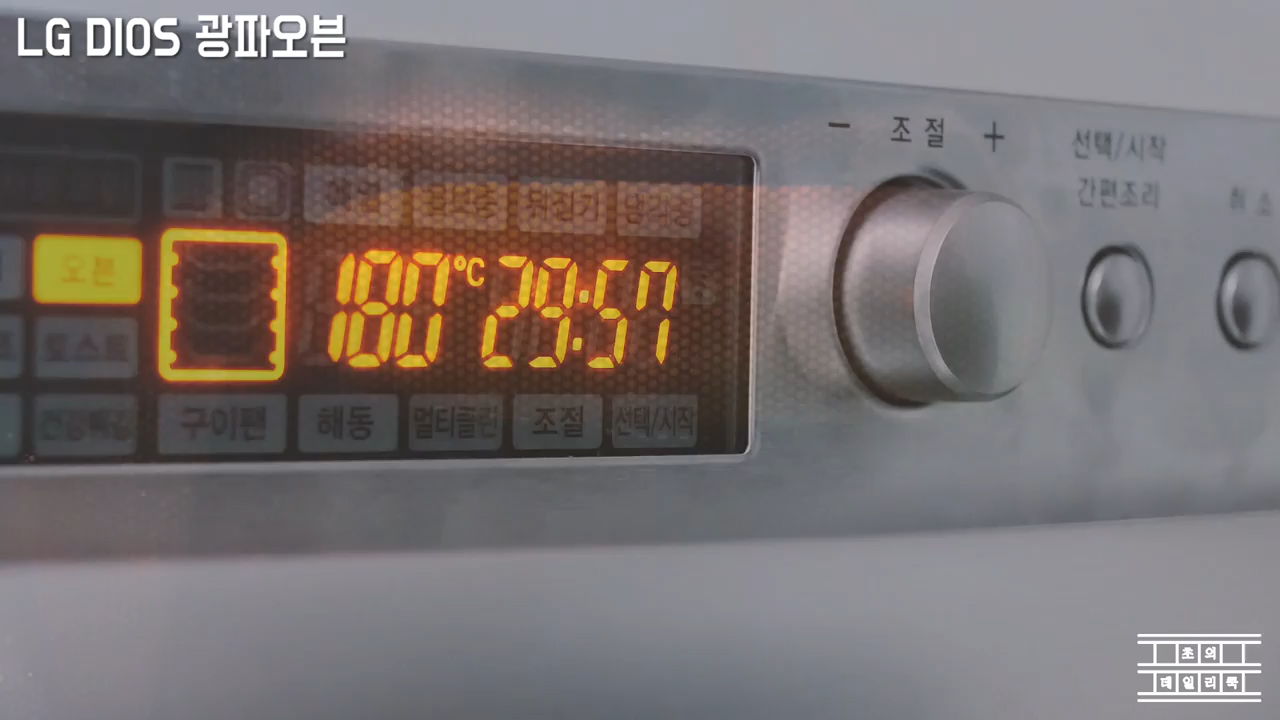 LG DIOS 광파오븐
- 조절 +
선택/시작
간편조리
취소
오븐
180°C 29:57
토스트
구이팬 해동 멀티클린 조절 선택/시작
초의
데일리룩